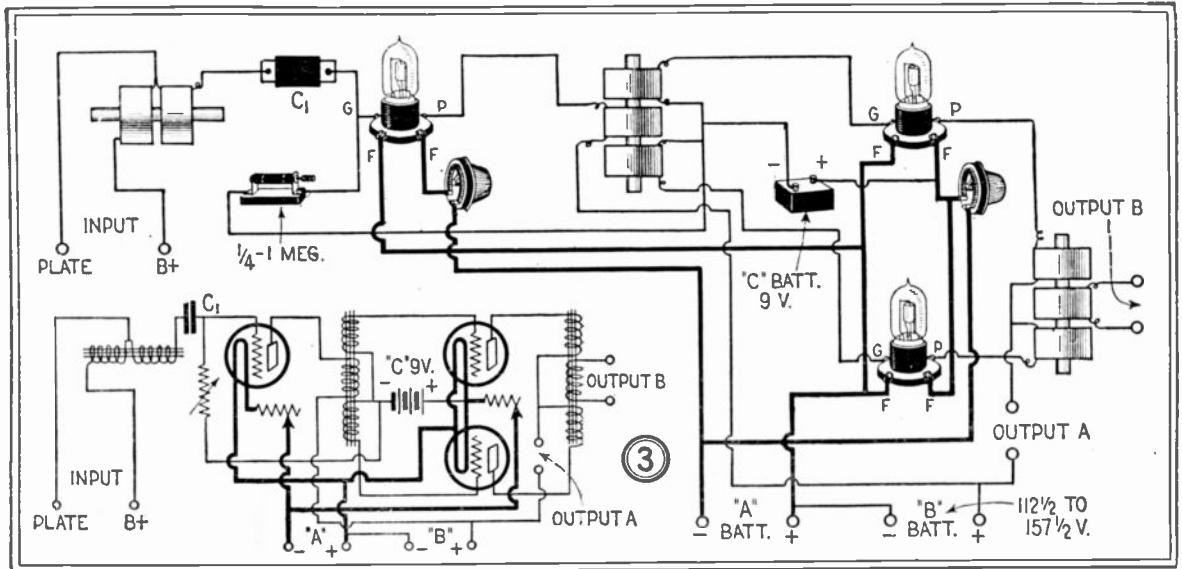 C1
G
P
F
F
INPUT
PLATE
B+
1/4-1 MEG.
-
+
"C" BATT.
9 V.
G
P
F
F
OUTPUT B
G
P
F
F
OUTPUT A
-
"A"
BATT.
+
-
"B"
BATT.
+
112 1/2 TO
157 1/2 V.
C1
INPUT
PLATE
B+
"C" 9V.
-
+
OUTPUT B
OUTPUT A
- "A" +
- "B" +
3